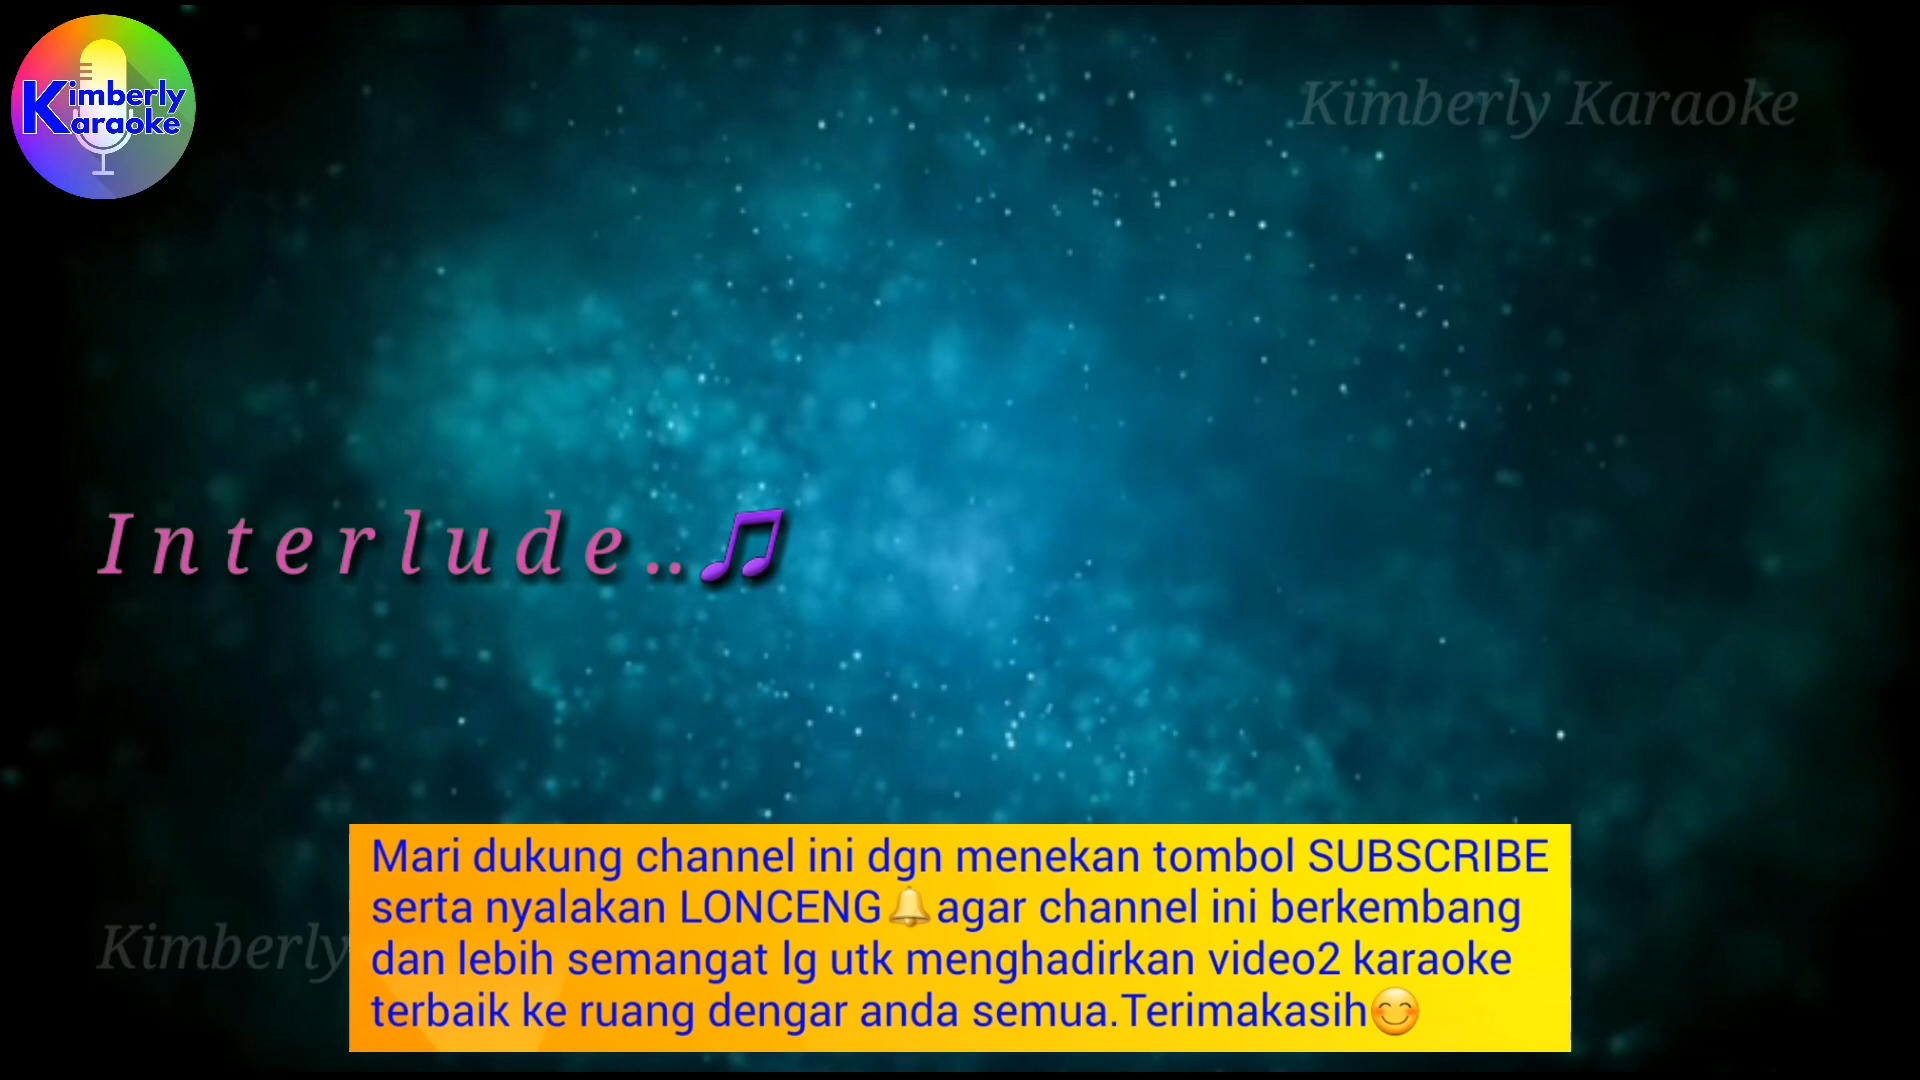 Kimberly
Karaoke
Kimberly Karaoke
Interlude..🎵
Mari dukung channel ini dgn menekan tombol SUBSCRIBE
serta nyalakan LONCENG🔔agar channel ini berkembang
dan lebih semangat lg utk menghadirkan video2 karaoke
terbaik ke ruang dengar anda semua.Terimakasih😊
Kimberly